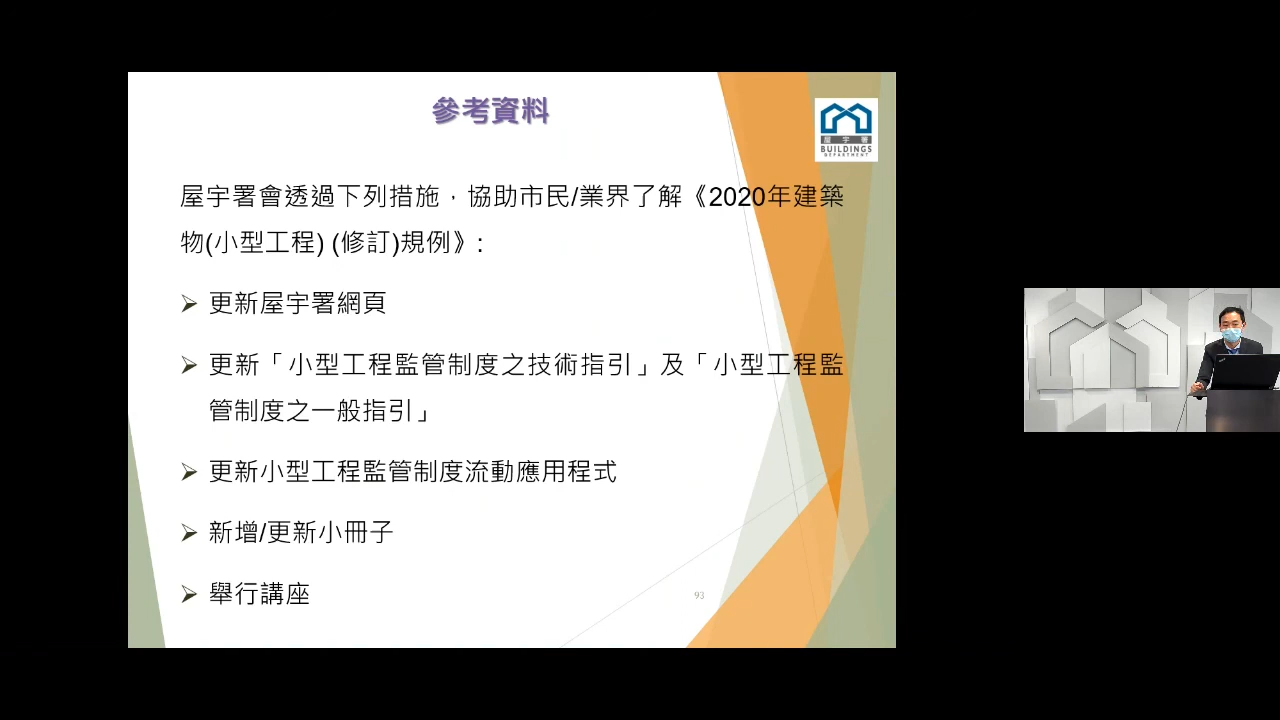 參考資料
屋宇署
BUILDINGS
DEPARTMENT
屋宇署會透過下列措施，協助市民/業界了解《2020年建築
物(小型工程) (修訂)規例》:
➢ 更新屋宇署網頁
➢ 更新「小型工程監管制度之技術指引」及「小型工程監
管制度之一般指引」
➢ 更新小型工程監管制度流動應用程式
➢ 新增/更新小冊子
➢ 舉行講座
93